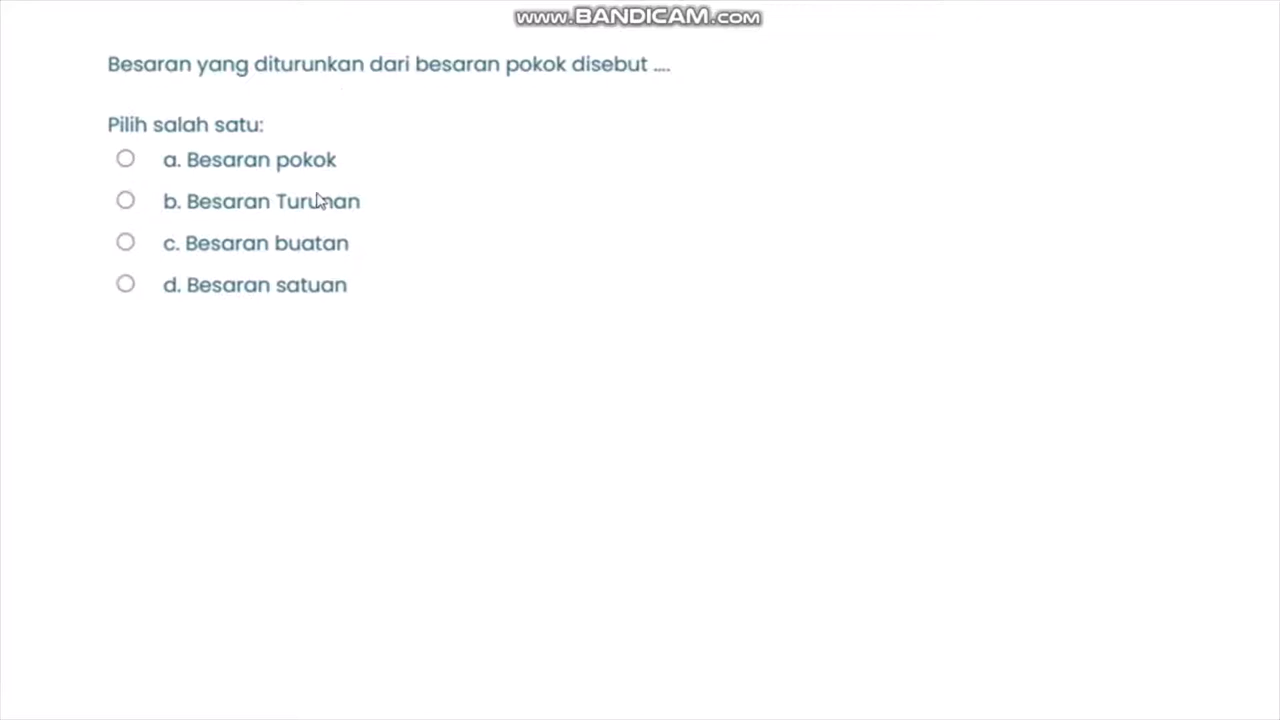 www.BANDICAM.com
Besaran yang diturunkan dari besaran pokok disebut ....
Pilih salah satu:
a. Besaran pokok
b. Besaran Turunan
c. Besaran buatan
d. Besaran satuan